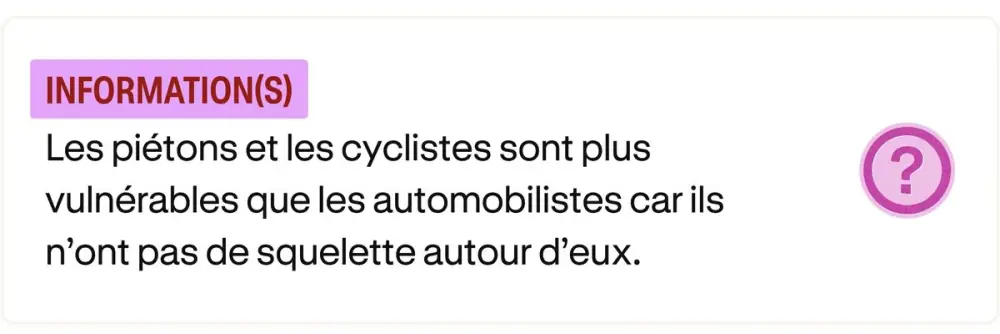 INFORMATION(S)
Les piétons et les cyclistes sont plus
vulnérables que les automobilistes car ils
n’ont pas de squelette autour d’eux.
?